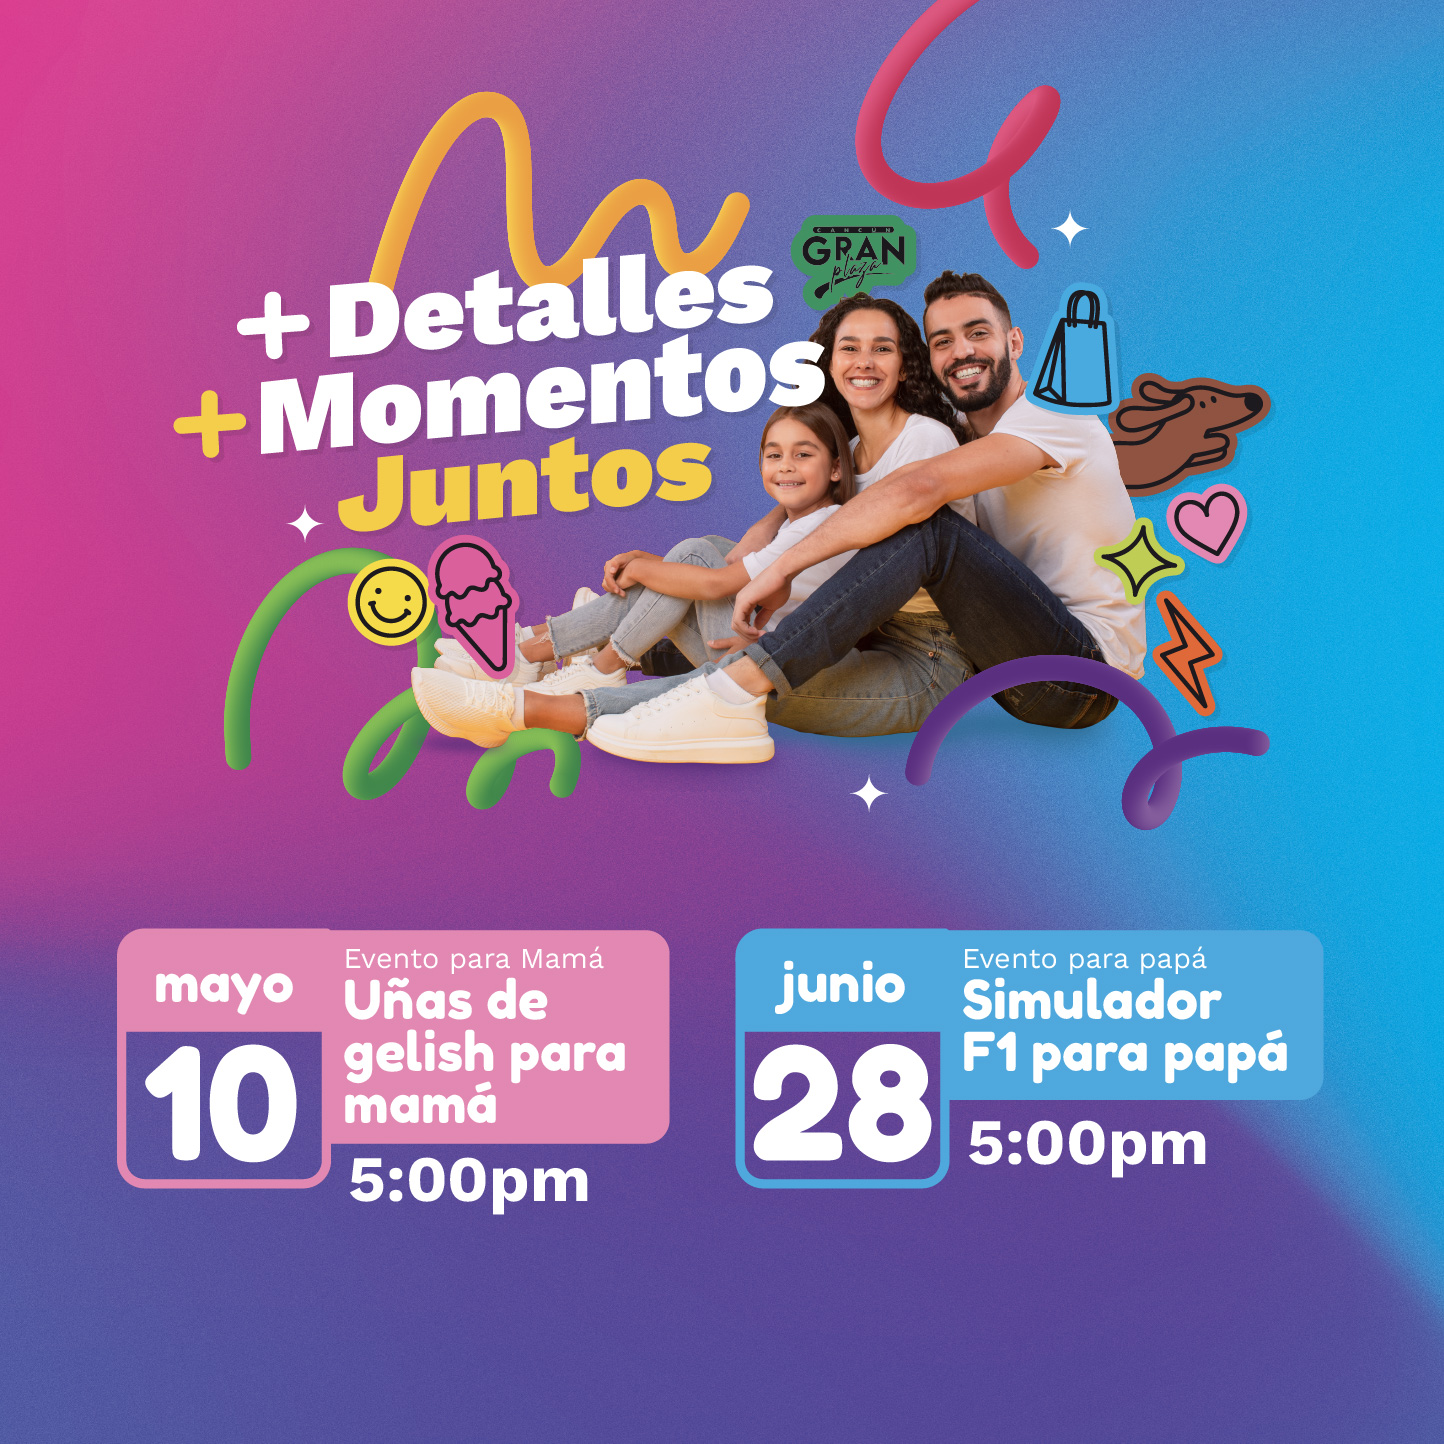 CANCUN
GRAN
plaza
+ Detalles
+ Momentos
Juntos
mayo
10
Evento para Mamá
Uñas de
gelish para
mamá
5:00pm
junio
28
Evento para papá
Simulador
F1 para papá
5:00pm